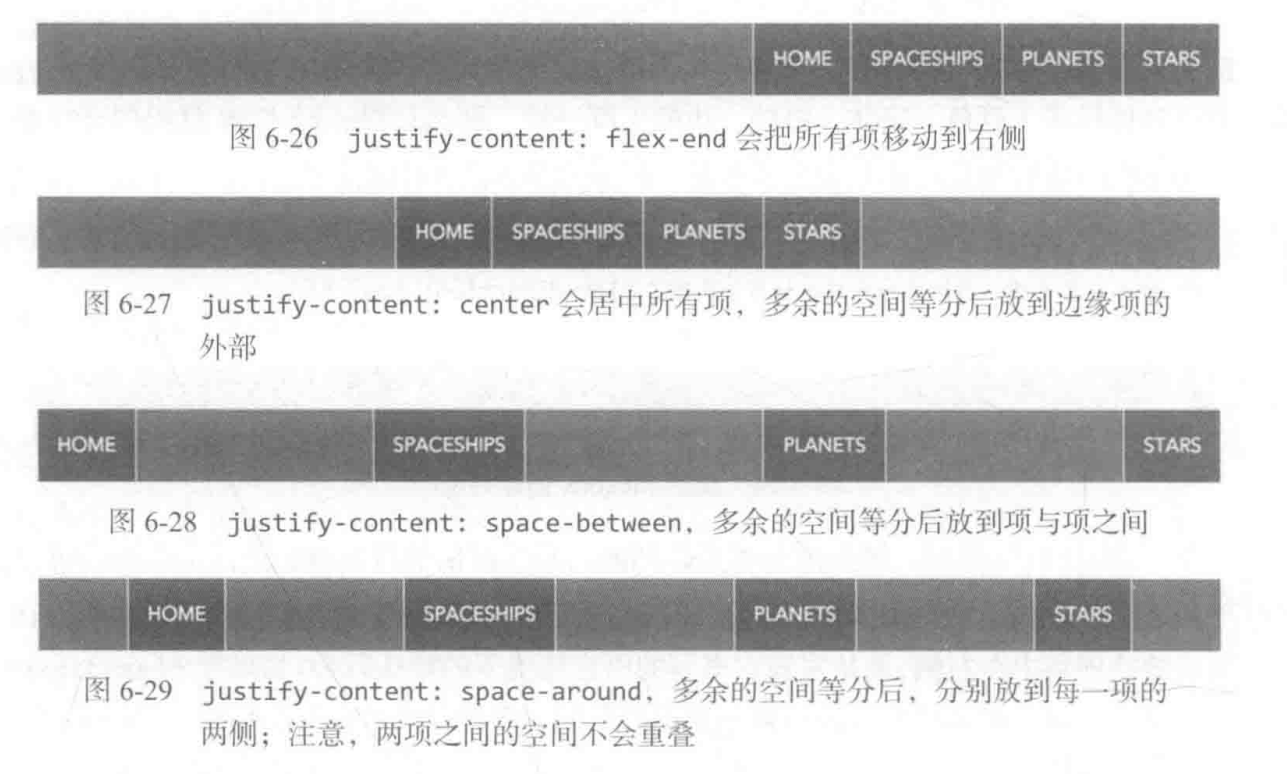 HOME SPACESHIPS PLANETS STARS
图 6-26 justify-content: flex-end 会把所有项移动到右侧
HOME SPACESHIPS PLANETS STARS
图 6-27 justify-content: center 会居中所有项，多余的空间等分后放到边缘项的
外部
HOME SPACESHIPS PLANETS STARS
图 6-28 justify-content: space-between，多余的空间等分后放到项与项之间
HOME SPACESHIPS PLANETS STARS
图 6-29 justify-content: space-around，多余的空间等分后，分别放到每一项的
两侧；注意，两项之间的空间不会重叠